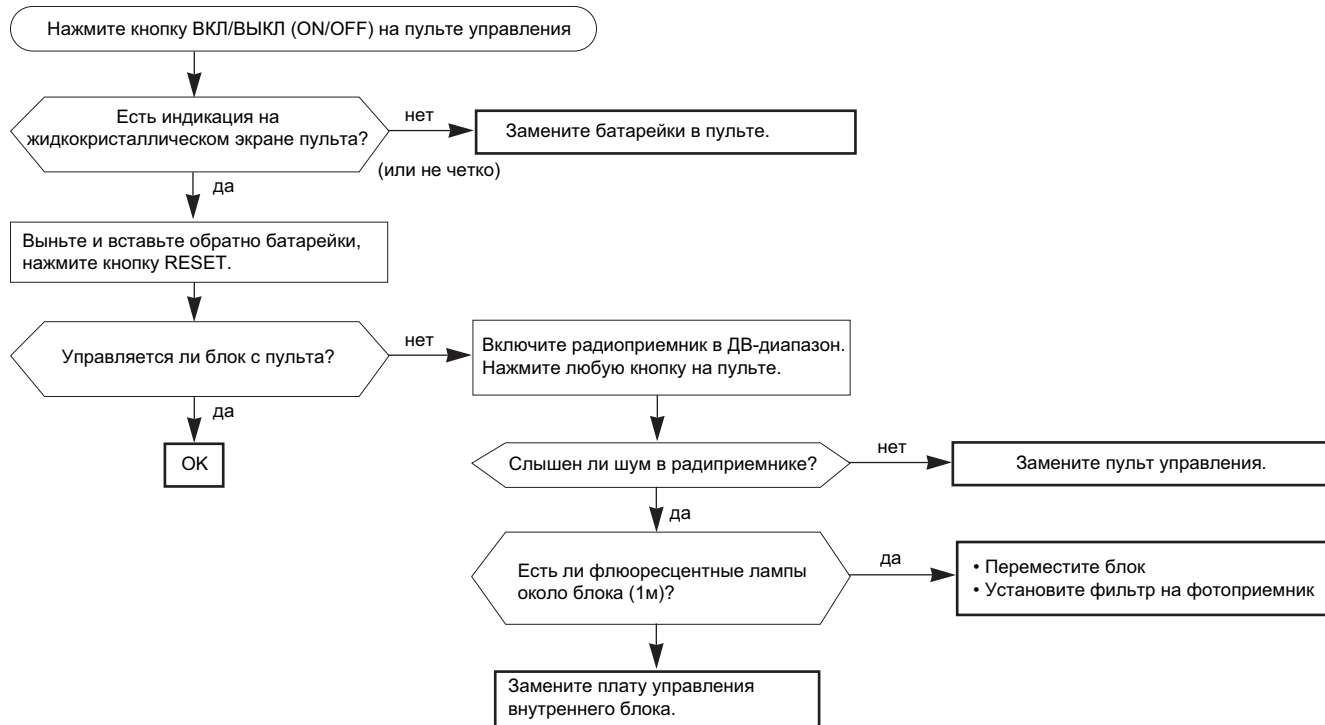 Нажмите кнопку ВКЛ/ВЫКЛ (ON/OFF) на пульте управления
Есть индикация на
жидкокристаллическом экране пульта?
нет
(или не четко)
Замените батарейки в пульте.
да
Выньте и вставьте обратно батарейки,
нажмите кнопку RESET.
Управляется ли блок с пульта?
нет
Включите радиоприемник в ДВ-диапазон.
Нажмите любую кнопку на пульте.
да
OK
Слышен ли шум в радиприемнике?
нет
Замените пульт управления.
да
Есть ли флюоресцентные лампы
около блока (1м)?
да
• Переместите блок
• Установите фильтр на фотоприемник
Замените плату управления
внутреннего блока.